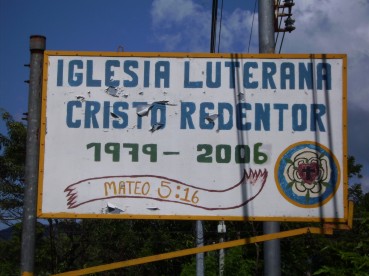 IGLESIA LUTERANA
CRISTO REDENTOR
1979 - 2006
MATEO 5:16